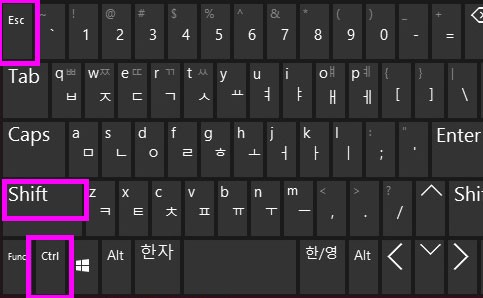 Esc ~ ` ! 1 @ 2 # 3 $ 4 % 5 ^ 6 & 7 * 8 ( 9 ) 0 _ - + =
Tab q ㅃ ㅂ w ㅉ ㅈ e ㄸ ㄷ r ㄲ ㄱ t ㅆ ㅅ y ㅛ u ㅕ i ㅑ o ㅒ ㅐ p ㅖ ㅔ { [ } ] | \
Caps a ㅁ s ㄴ d ㅇ f ㄹ g ㅎ h ㅗ j ㅓ k ㅏ l ㅣ : ; " ' Enter
Shift z ㅋ x ㅌ c ㅊ v ㅍ b ㅠ n ㅜ m ㅡ < , > . ? / Shi
Func Ctrl Alt 한자 한/영 Alt